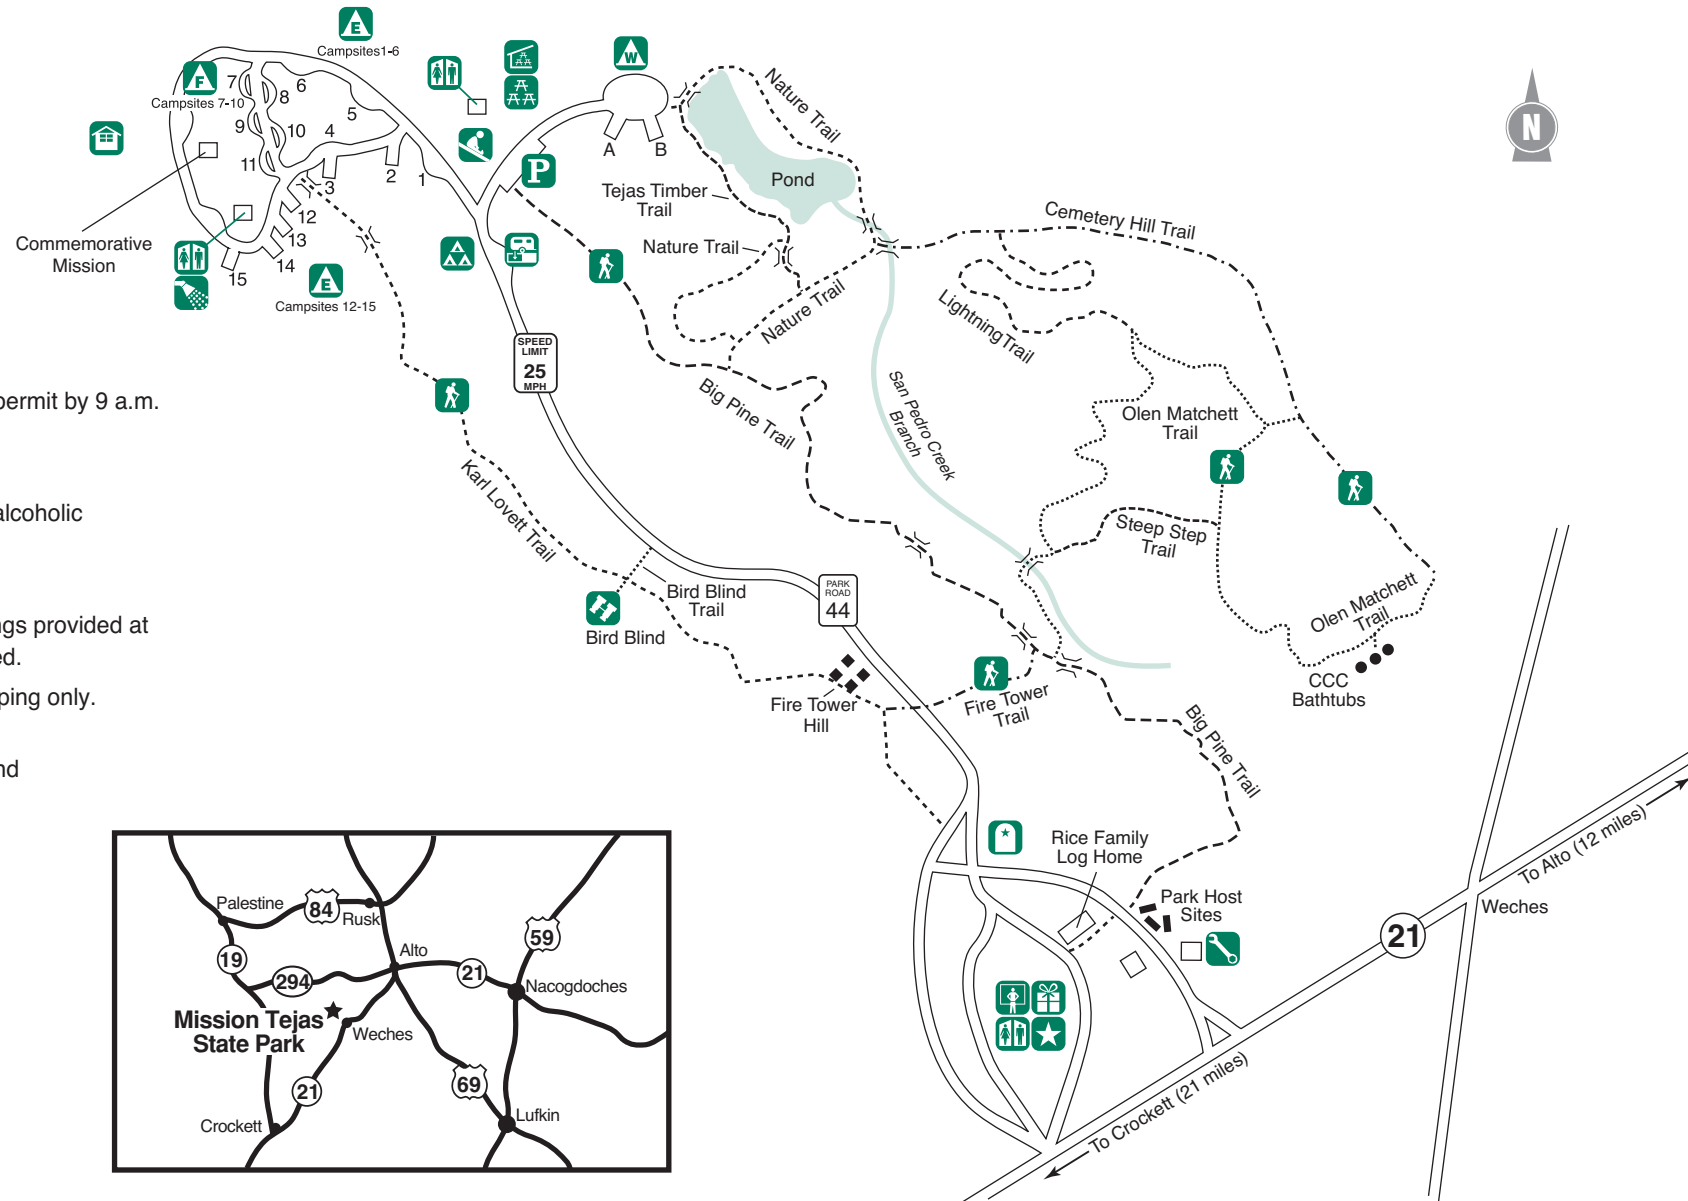 E
Campsites1-6
F
Campsites 7-10
7
6
8
5
9
10
4
11
3
2
1
12
13
14
15
Commemorative
Mission
E
Campsites 12-15
W
A
B
P
N
Nature Trail
Pond
Tejas Timber
Trail
Nature Trail
Nature Trail
Cemetery Hill Trail
Lightning Trail
SPEED
LIMIT
25
MPH
Big Pine Trail
San Pedro Creek
Branch
Olen Matchett
Trail
Steep Step
Trail
Karl Lovett Trail
Bird Blind
Trail
Bird Blind
PARK
ROAD
44
Olen Matchett
Trail
CCC
Bathtubs
Fire Tower
Hill
Fire Tower
Trail
Big Pine Trail
Rice Family
Log Home
Park Host
Sites
To Alto (12 miles)
Weches
21
To Crockett (21 miles)
permit by 9 a.m.
alcoholic
ngs provided at
ed.
ping only.
nd
Palestine
84
Rusk
19
294
Alto
21
59
Nacogdoches
Mission Tejas
State Park
Weches
21
69
Crockett
Lufkin